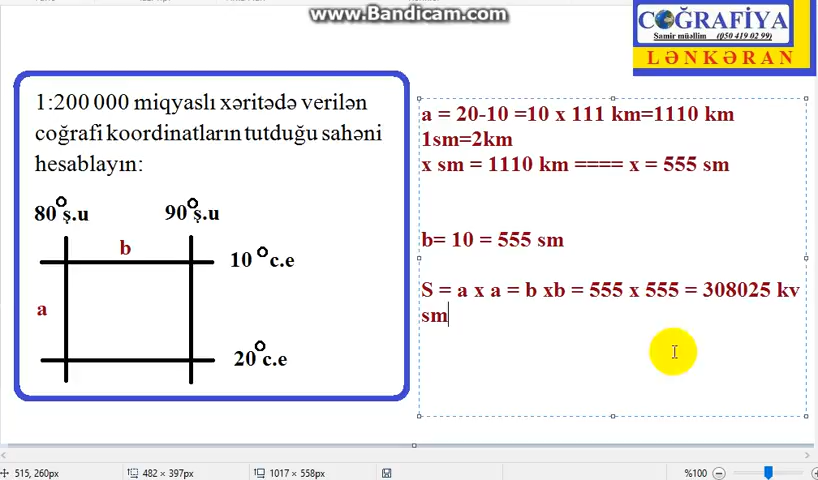 www.Bandicam.com
COĞRAFİYA
Samir müəllim (050 419 02 99)
LƏNKƏRAN
1:200 000 miqyaslı xəritədə verilən
coğrafi koordinatların tutduğu sahəni
hesablayın:
80°ş.u 90°ş.u
b
10 °c.e
a
20°c.e
a = 20-10 =10 x 111 km=1110 km
1sm=2km
x sm = 1110 km ==== x = 555 sm
b= 10 = 555 sm
S = a x a = b xb = 555 x 555 = 308025 kv
sm
515, 260px 482 × 397px 1017 × 558px %100